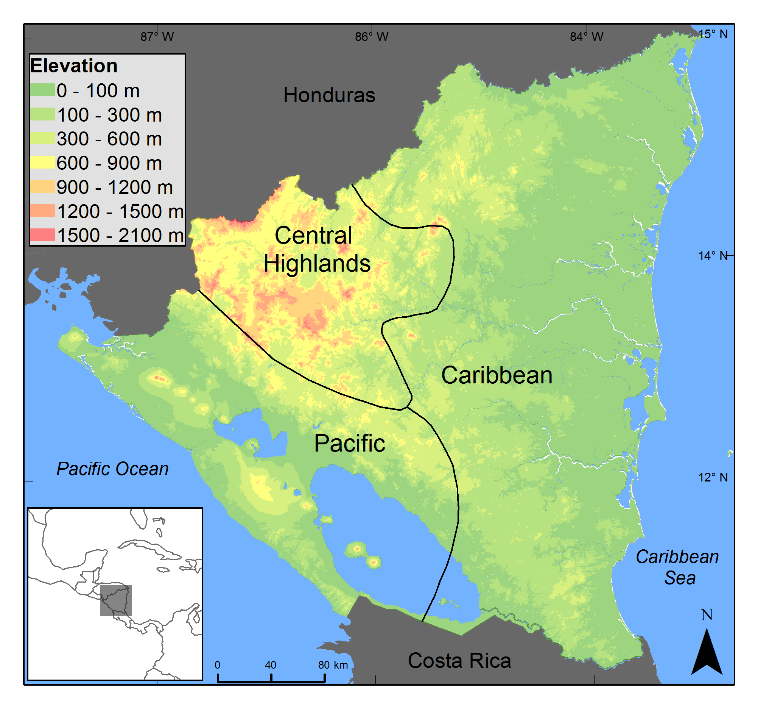 87° W
86° W
84° W
15° N
Elevation
0 - 100 m
100 - 300 m
300 - 600 m
600 - 900 m
900 - 1200 m
1200 - 1500 m
1500 - 2100 m
Honduras
Central
Highlands
14° N
Caribbean
Pacific
Pacific Ocean
12° N
Caribbean
Sea
N
Costa Rica
0 40 80 km